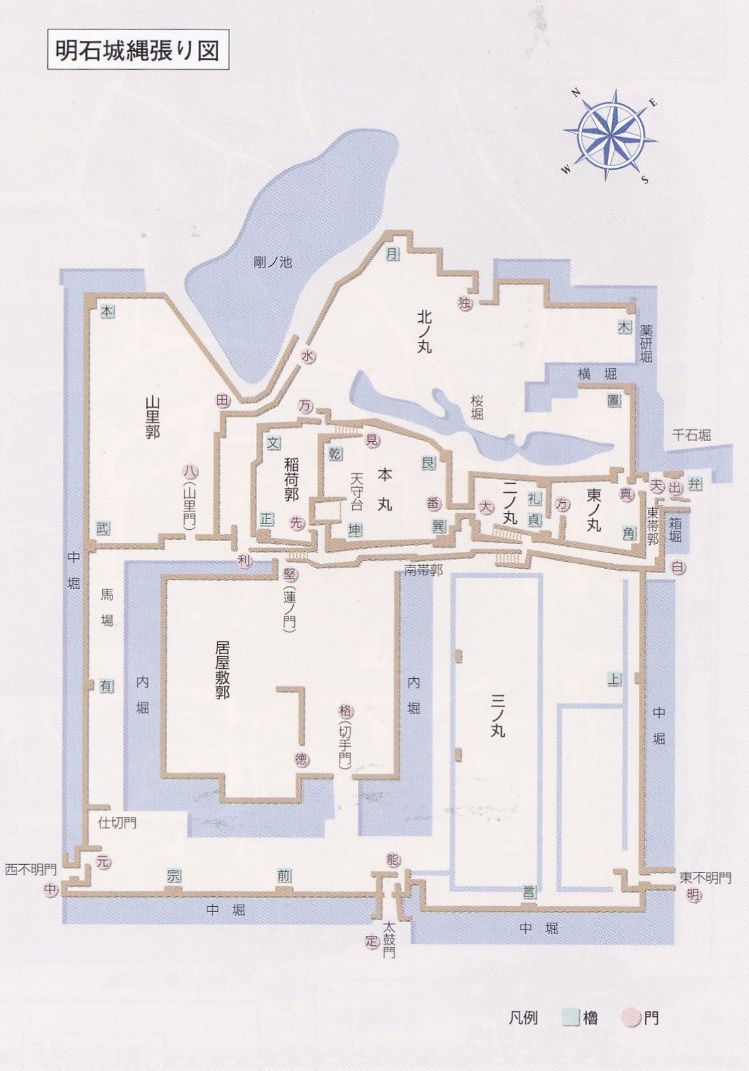 明石城縄張り図
N
E
W
S
剛ノ池
月
独
北ノ丸
本
木
薬研堀
水
横堀
田
万
桜堀
置
山里郭
文
見
千石堀
稲荷郭
乾
本丸
艮
八
(山里門)
天守台
二ノ丸
礼
東ノ丸
真
天
出
弁
正
先
坤
番
巽
大
貞
方
角
東帯郭
箱堀
武
利
堅
(蓮ノ門)
南帯郭
白
中堀
馬場
居屋敷郭
有
内堀
内堀
三ノ丸
上
中堀
格
(切手門)
徳
仕切門
西不明門
元
中
宗
前
能
言
東不明門
明
中堀
定
太鼓門
中堀
凡例
櫓
門